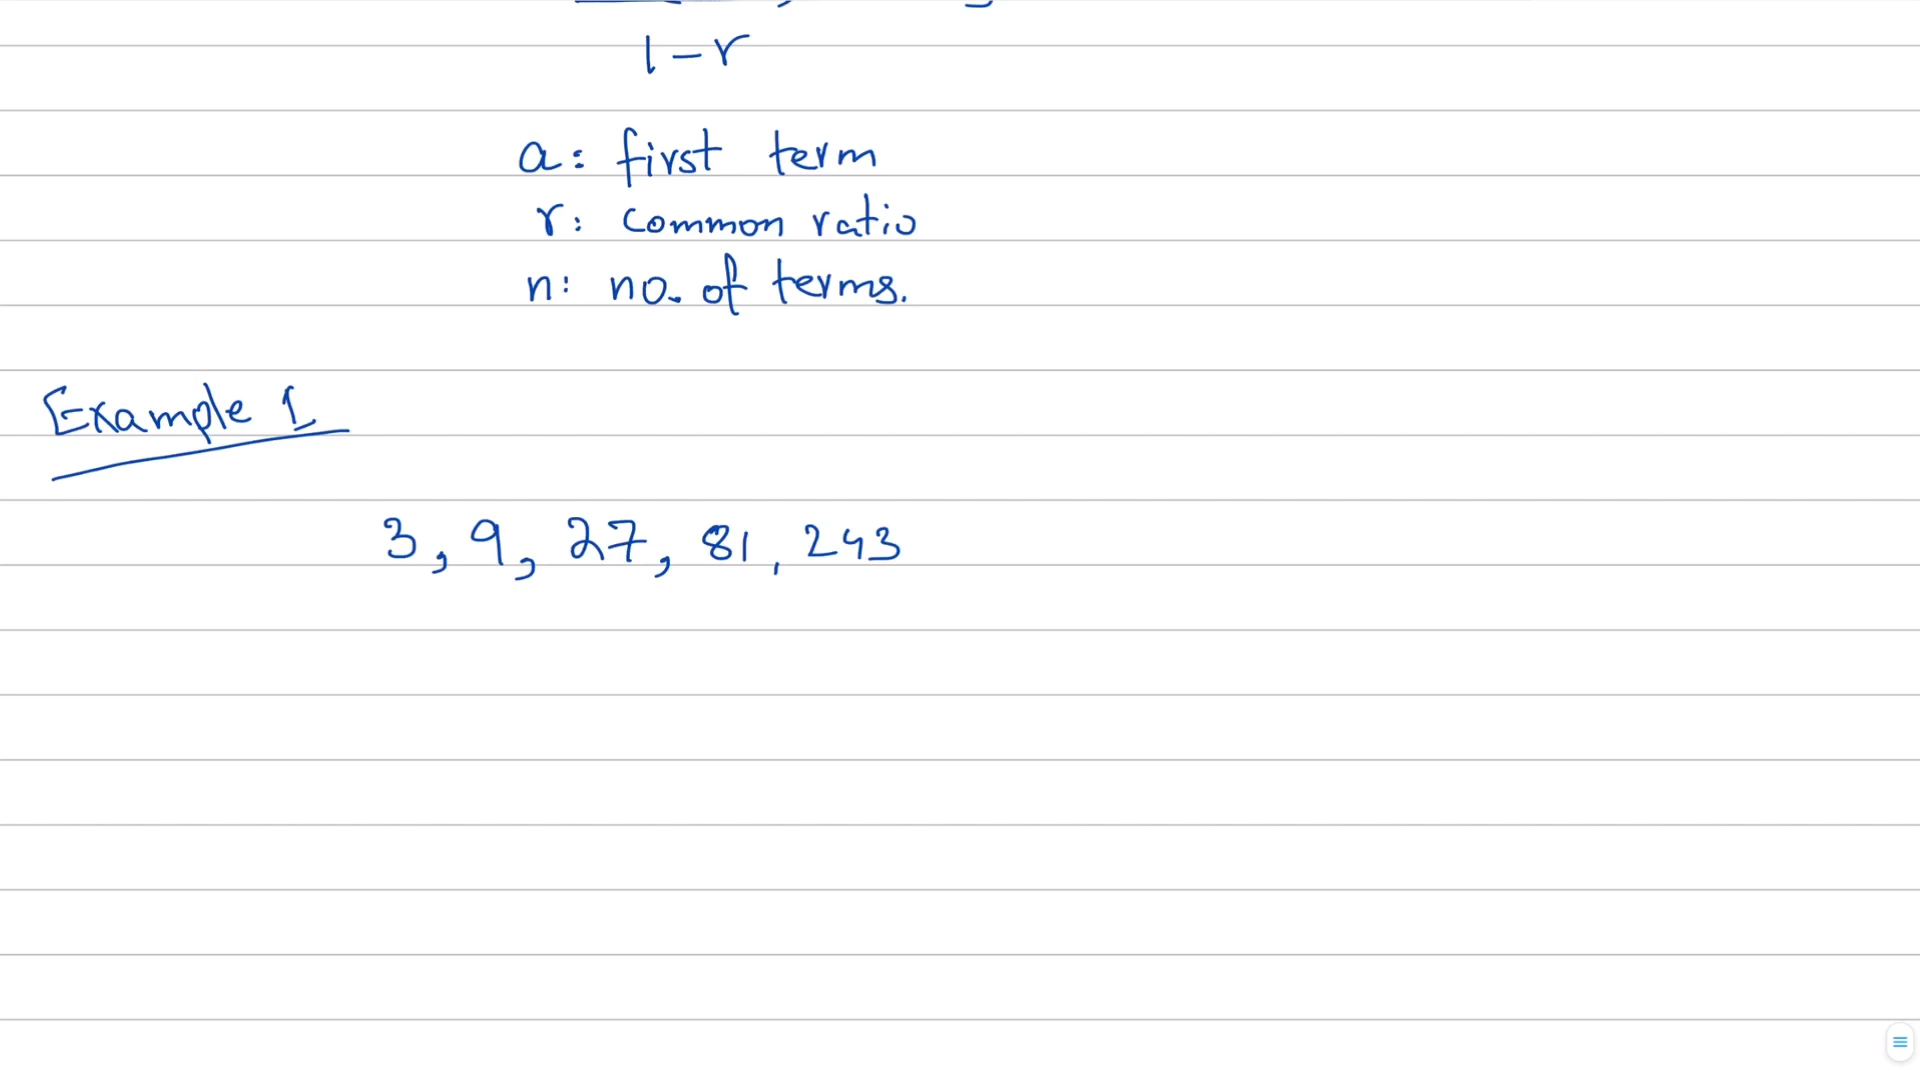 1-r
a: first term
r: common ratio
n: no. of terms.
Example 1
3, 9, 27, 81, 243